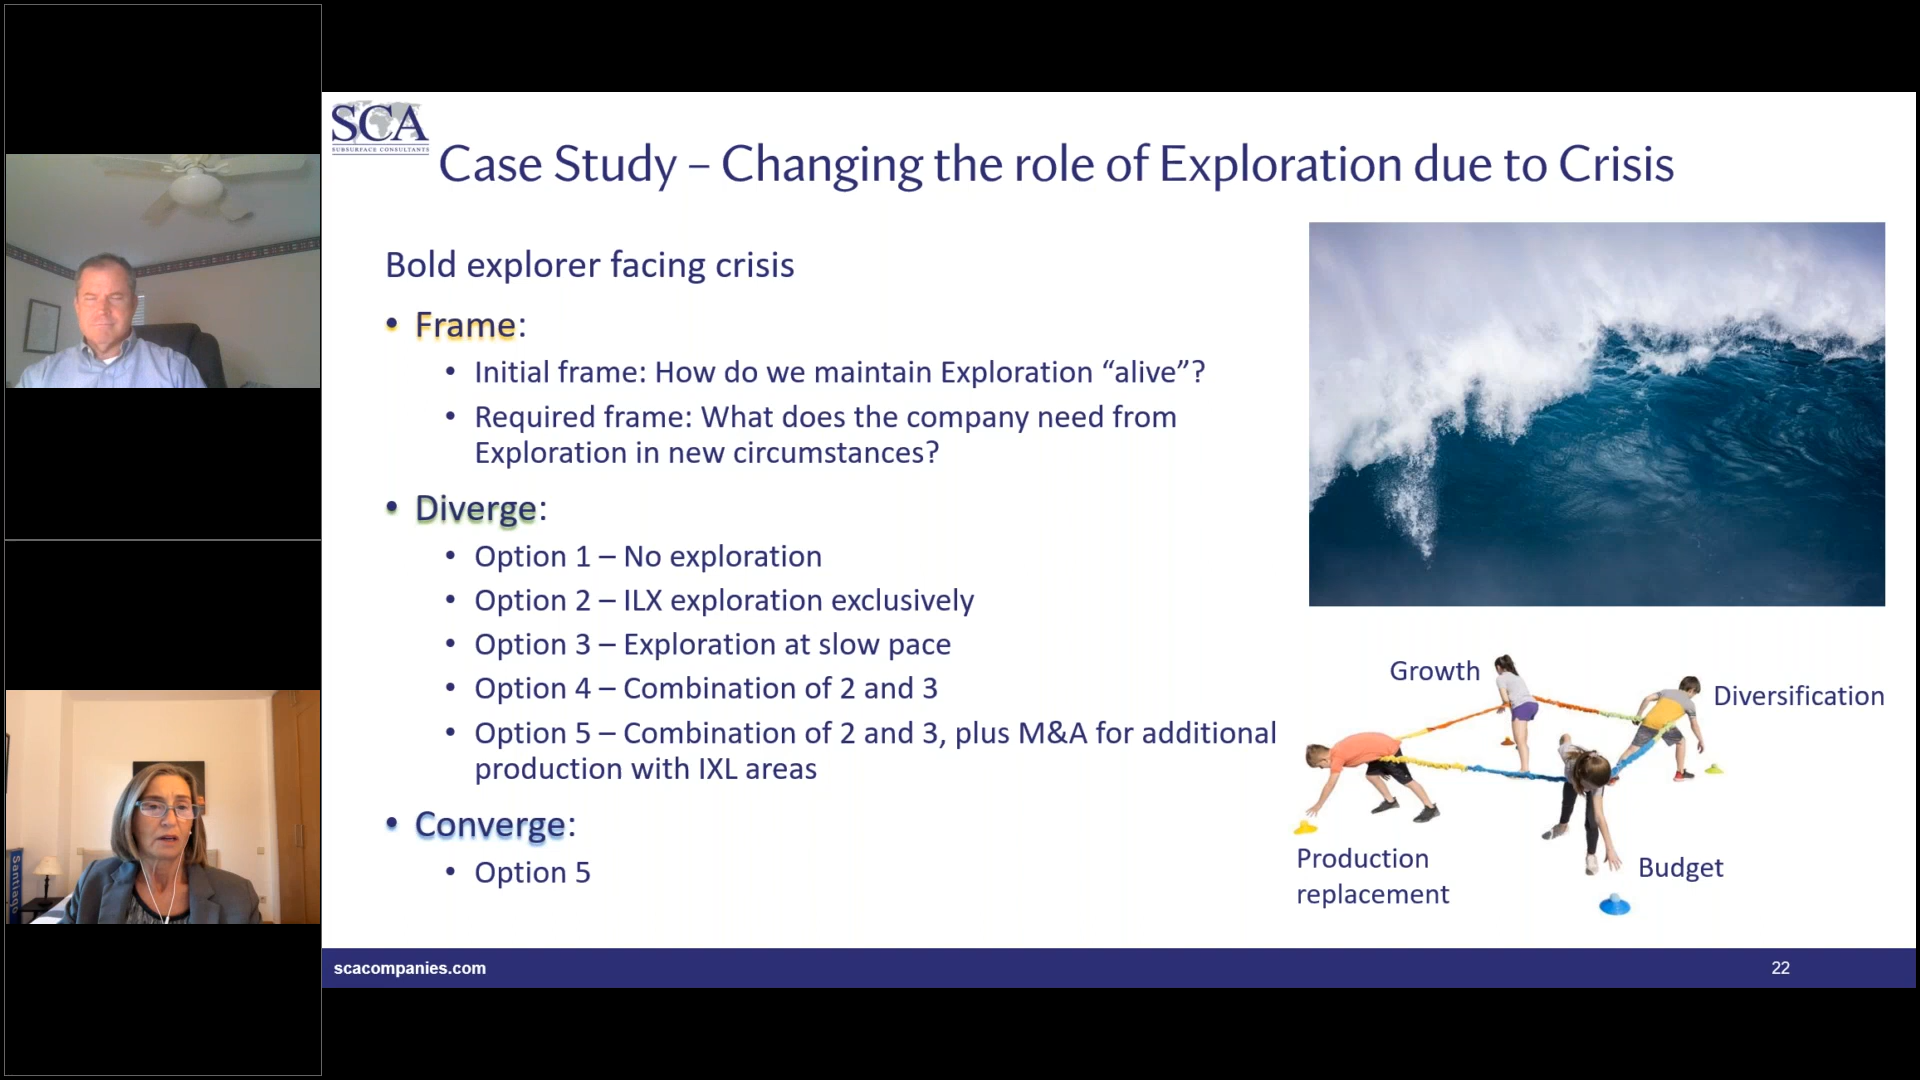 SCA
SUBSURFACE CONSULTANTS
Case Study – Changing the role of Exploration due to Crisis
Bold explorer facing crisis
• Frame:
• Initial frame: How do we maintain Exploration “alive”?
• Required frame: What does the company need from
Exploration in new circumstances?
• Diverge:
• Option 1 – No exploration
• Option 2 – ILX exploration exclusively
• Option 3 – Exploration at slow pace
• Option 4 – Combination of 2 and 3
• Option 5 – Combination of 2 and 3, plus M&A for additional
production with IXL areas
• Converge:
• Option 5
Growth
Diversification
Production
replacement
Budget
scacompanies.com
22
Santiago